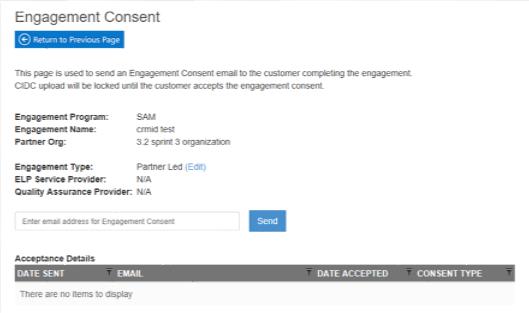 Engagement Consent
Return to Previous Page
This page is used to send an Engagement Consent email to the customer completing the engagement.
CIDC upload will be locked until the customer accepts the engagement consent.
Engagement Program: SAM
Engagement Name: crmid test
Partner Org: 3.2 sprint 3 organization
Engagement Type: Partner Led (Edit)
ELP Service Provider: N/A
Quality Assurance Provider: N/A
Enter email address for Engagement Consent Send
Acceptance Details
DATE SENT EMAIL DATE ACCEPTED CONSENT TYPE
There are no items to display